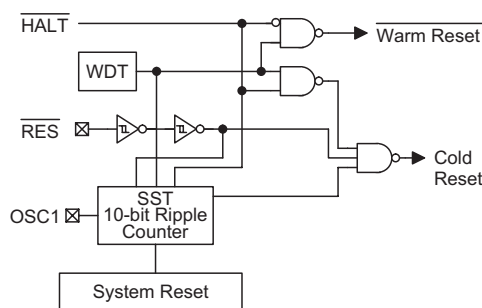 HALT
Warm Reset
WDT
RES
Cold
Reset
SST
10-bit Ripple
Counter
OSC1
System Reset